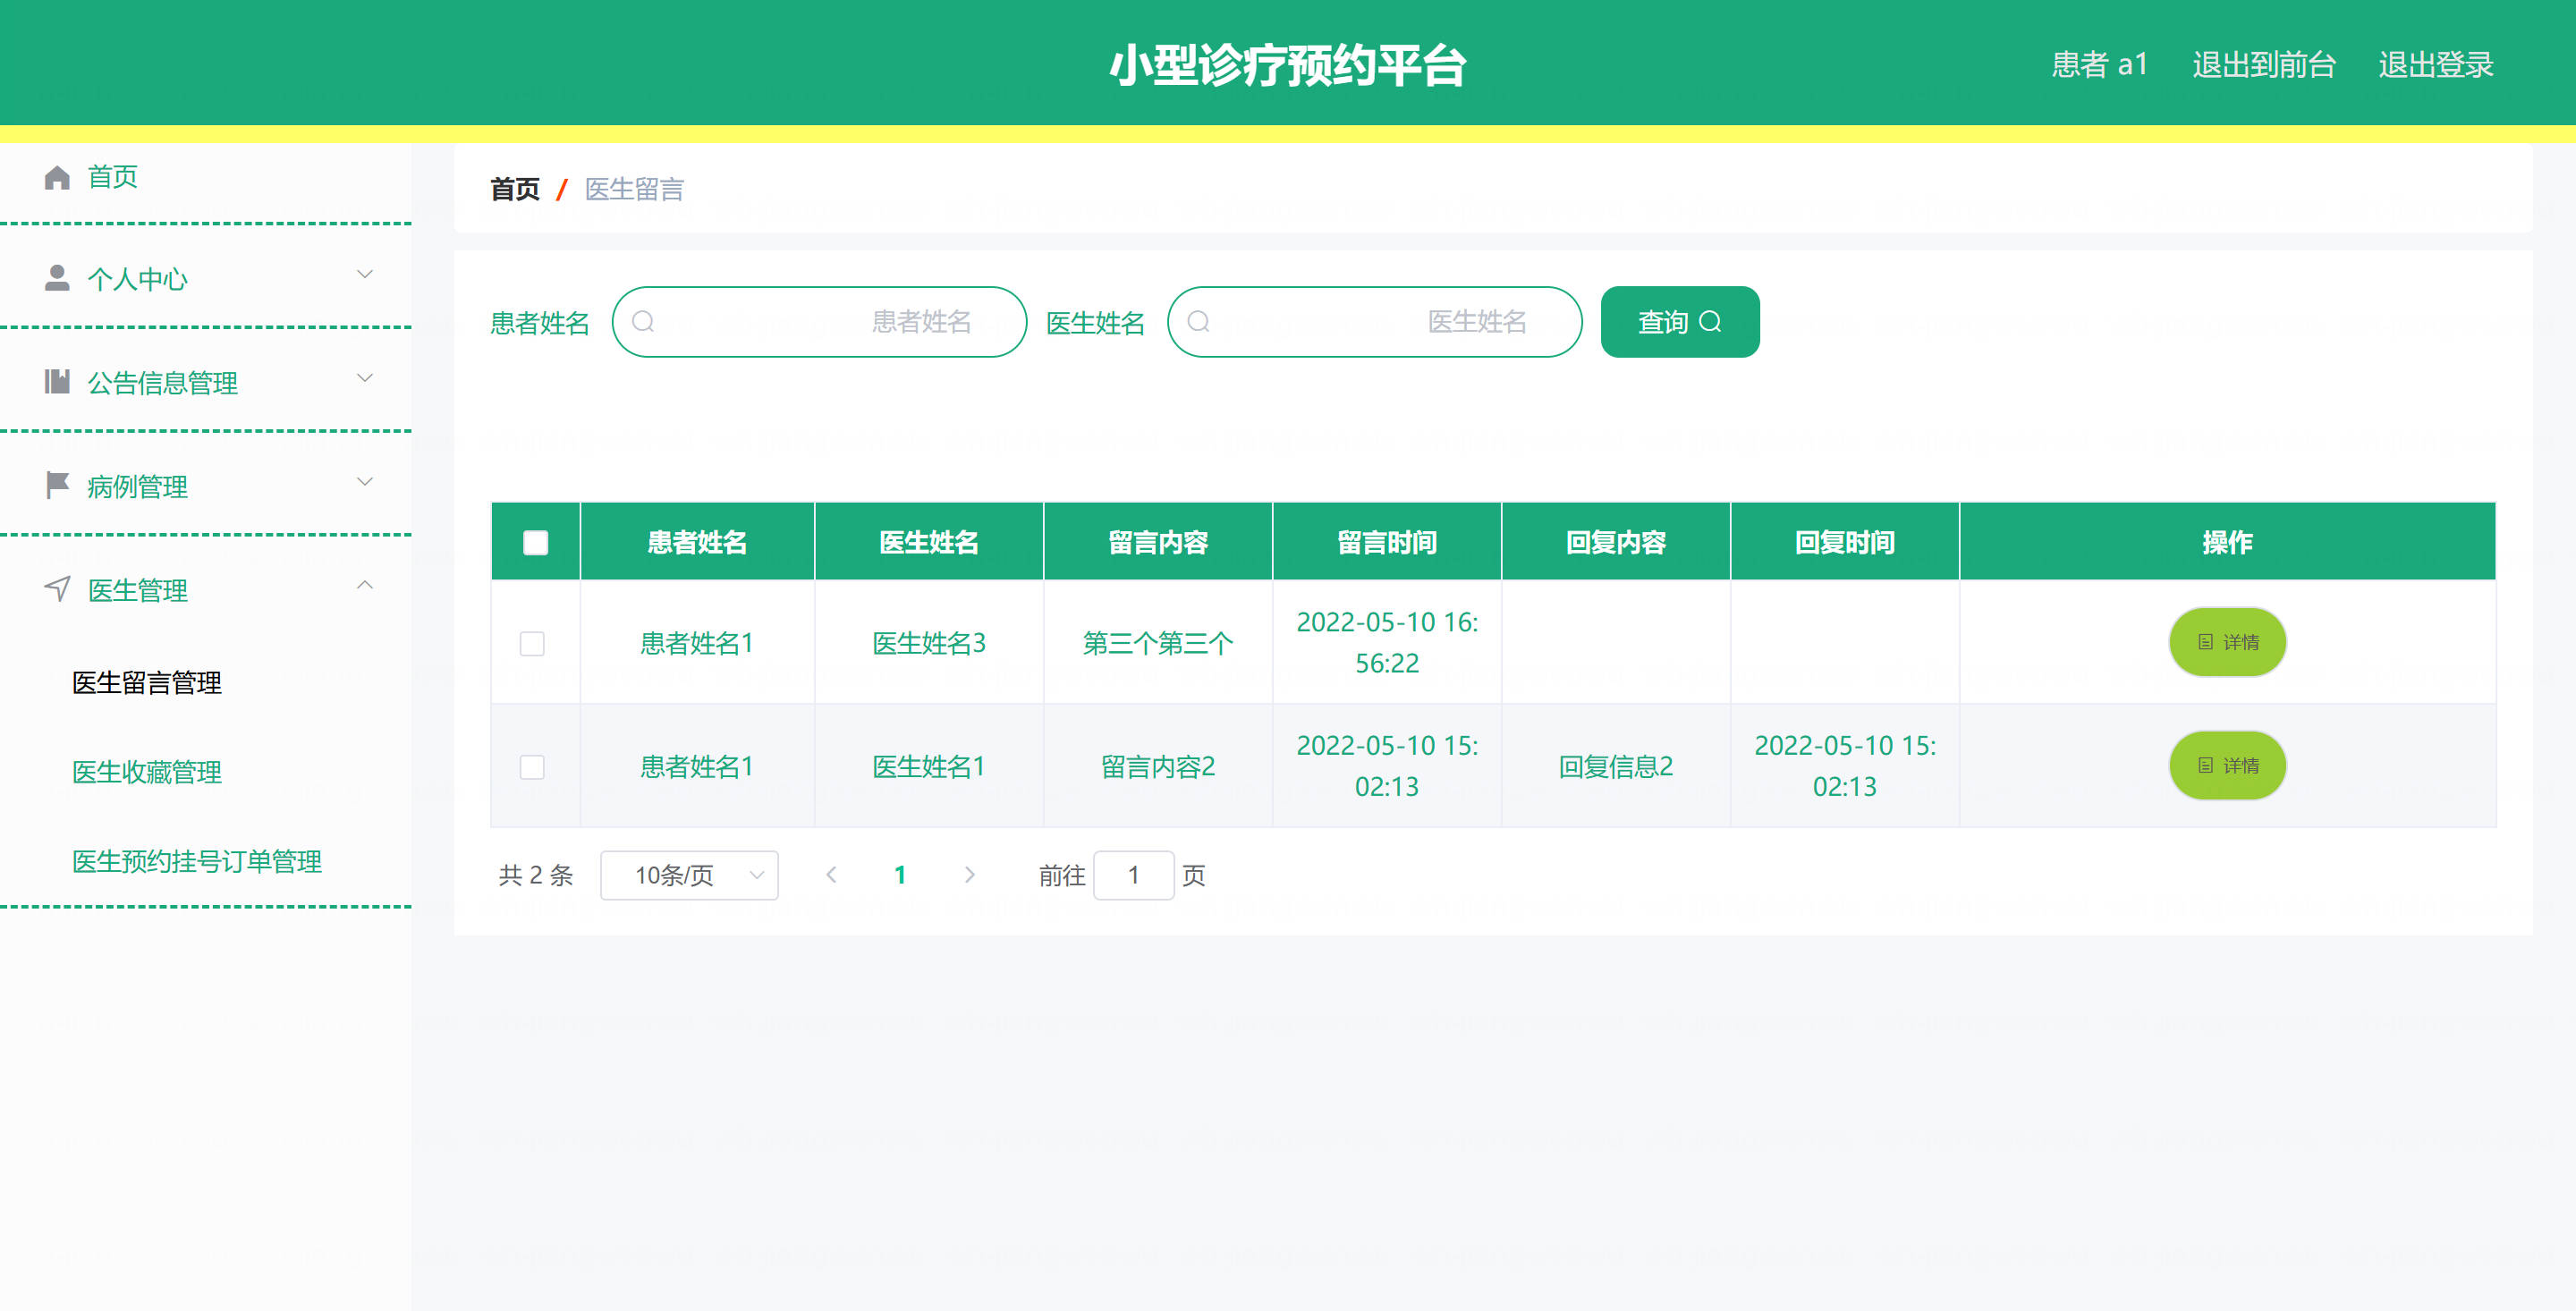 小型诊疗预约平台
患者 a1 退出到前台 退出登录
首页
个人中心
公告信息管理
病例管理
医生管理
医生留言管理
医生收藏管理
医生预约挂号订单管理
首页 / 医生留言
患者姓名 患者姓名 医生姓名 医生姓名 查询
患者姓名 医生姓名 留言内容 留言时间 回复内容 回复时间 操作
患者姓名1 医生姓名3 第三个第三个 2022-05-10 16:
56:22 详情
患者姓名1 医生姓名1 留言内容2 2022-05-10 15:
02:13 回复信息2 2022-05-10 15:
02:13 详情
共 2 条 10条/页 1 前往 1 页